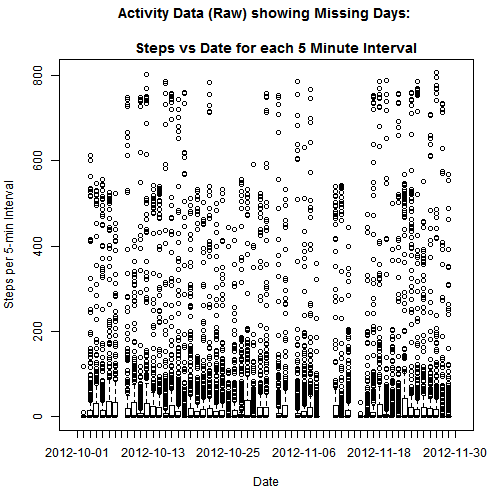 Activity Data (Raw) showing Missing Days:
Steps vs Date for each 5 Minute Interval
Steps per 5-min Interval
800
600
400
200
0
2012-10-01 2012-10-13 2012-10-25 2012-11-06 2012-11-18 2012-11-30
Date